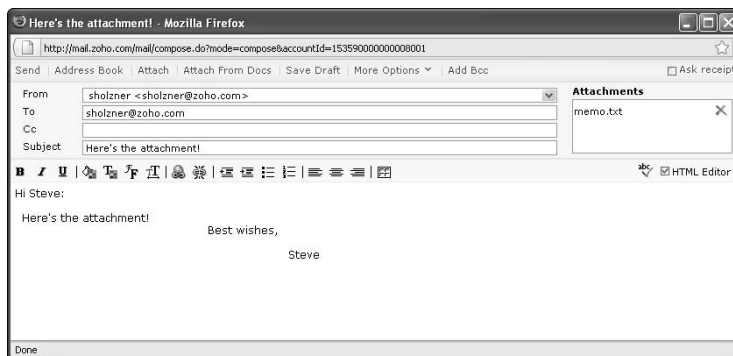 Here's the attachment! - Mozilla Firefox
http://mail.zoho.com/mail/compose.do?mode=compose&accountId=153590000000008001
Send | Address Book | Attach | Attach From Docs | Save Draft | More Options | Add Bcc Ask receipt
From sholzner <sholzner@zoho.com> Attachments
To sholzner@zoho.com memo.txt
Cc
Subject Here's the attachment!
B I U abc HTML Editor
Hi Steve:
Here's the attachment!
Best wishes,
Steve
Done